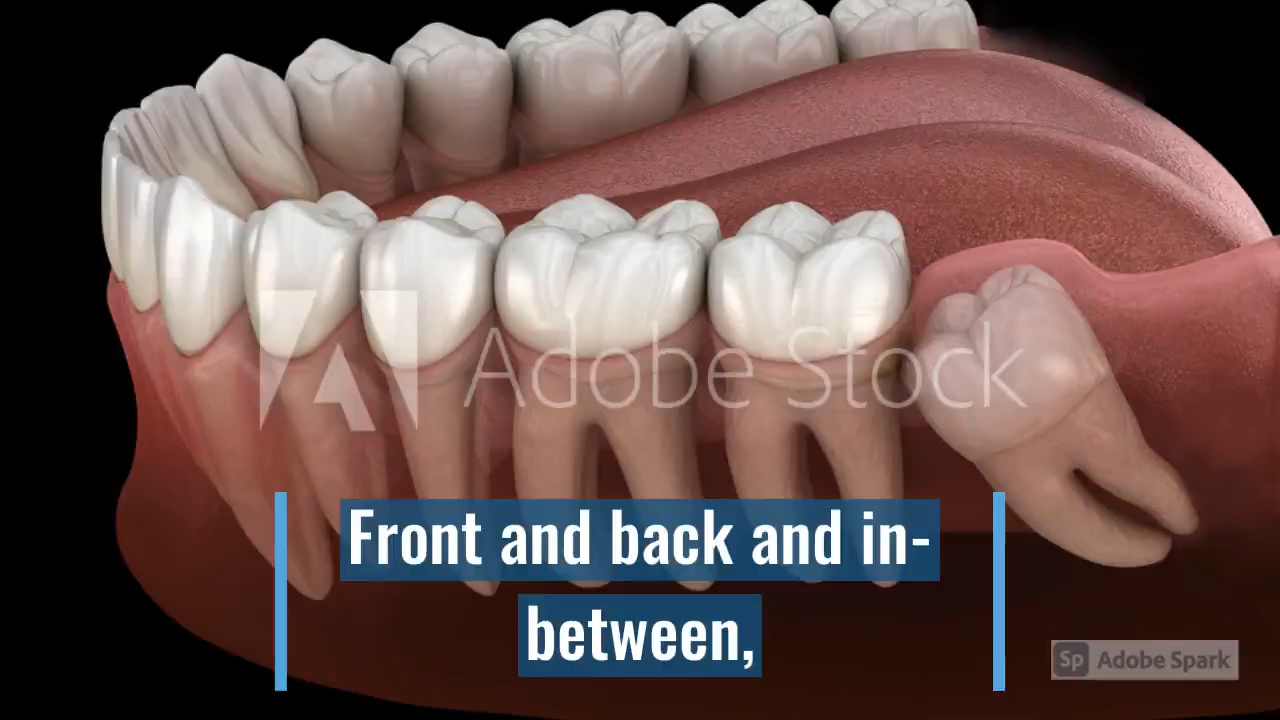 Adobe Stock
Front and back and in-
between,
Sp Adobe Spark